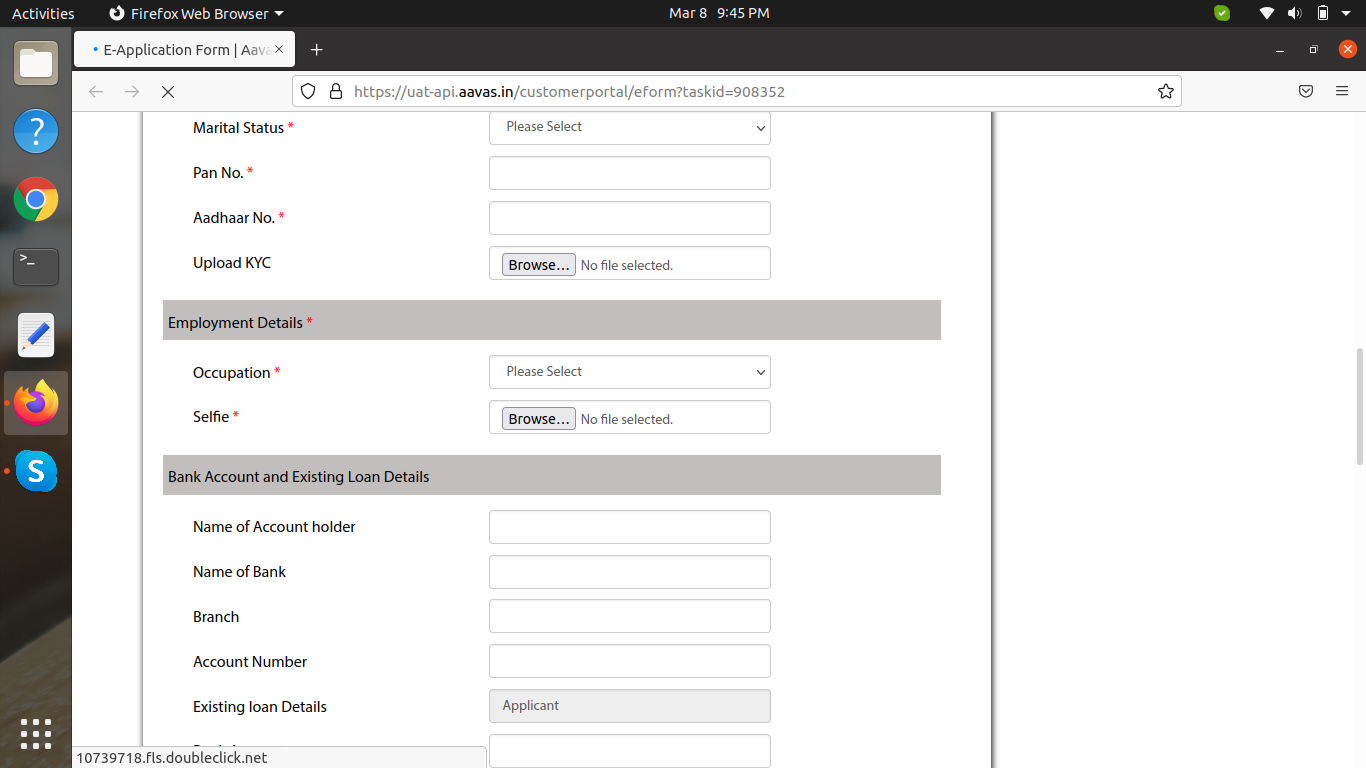 Activities Firefox Web Browser Mar 8 9:45 PM
E-Application Form | Aava
https://uat-api.aavas.in/customerportal/eform?taskid=908352
Marital Status * Please Select
Pan No. *
Aadhaar No. *
Upload KYC Browse... No file selected.
Employment Details *
Occupation * Please Select
Selfie * Browse... No file selected.
Bank Account and Existing Loan Details
Name of Account holder
Name of Bank
Branch
Account Number
Existing loan Details Applicant
10739718.fls.doubleclick.net